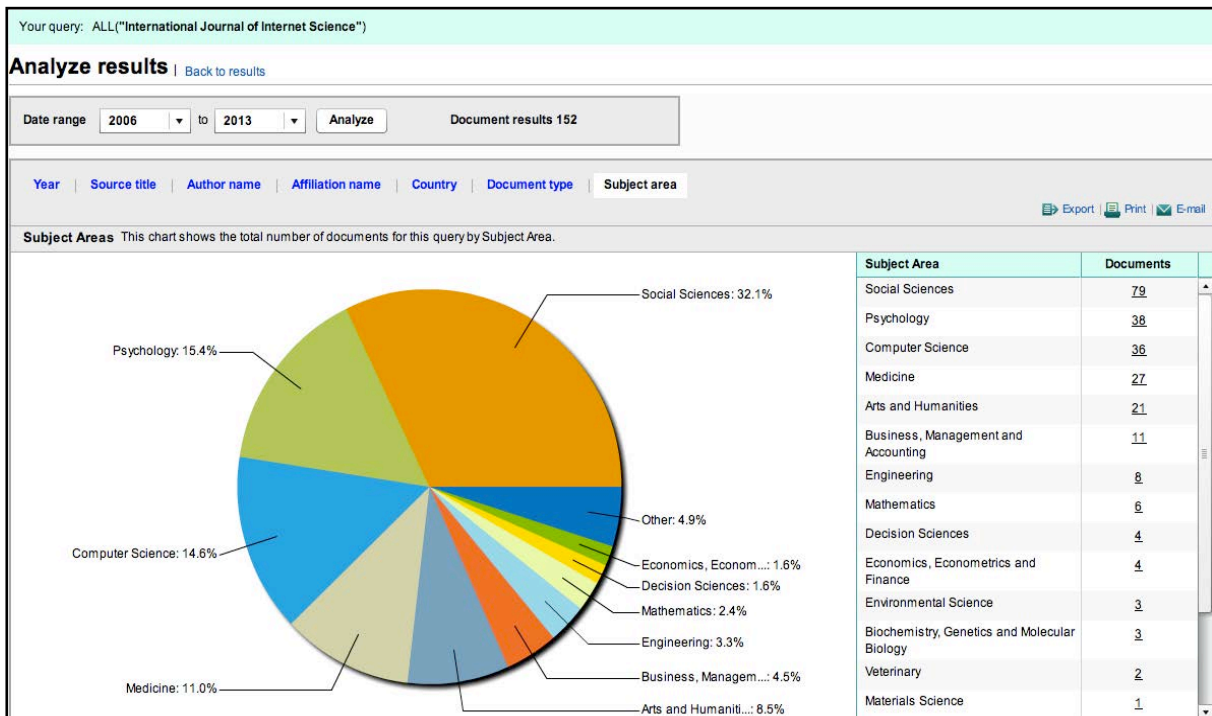 Your query: ALL("International Journal of Internet Science")
Analyze results | Back to results
Date range 2006 to 2013 Analyze Document results 152
Year | Source title | Author name | Affiliation name | Country | Document type | Subject area
Export | Print | E-mail
Subject Areas This chart shows the total number of documents for this query by Subject Area.
Social Sciences: 32.1%
Psychology: 15.4%
Computer Science: 14.6%
Medicine: 11.0%
Other: 4.9%
Economics, Econom...: 1.6%
Decision Sciences: 1.6%
Mathematics: 2.4%
Engineering: 3.3%
Business, Managem...: 4.5%
Arts and Humaniti...: 8.5%
Subject Area Documents
Social Sciences 79
Psychology 38
Computer Science 36
Medicine 27
Arts and Humanities 21
Business, Management and 11
Accounting
Engineering 8
Mathematics 6
Decision Sciences 4
Economics, Econometrics and 4
Finance
Environmental Science 3
Biochemistry, Genetics and Molecular 3
Biology
Veterinary 2
Materials Science 1